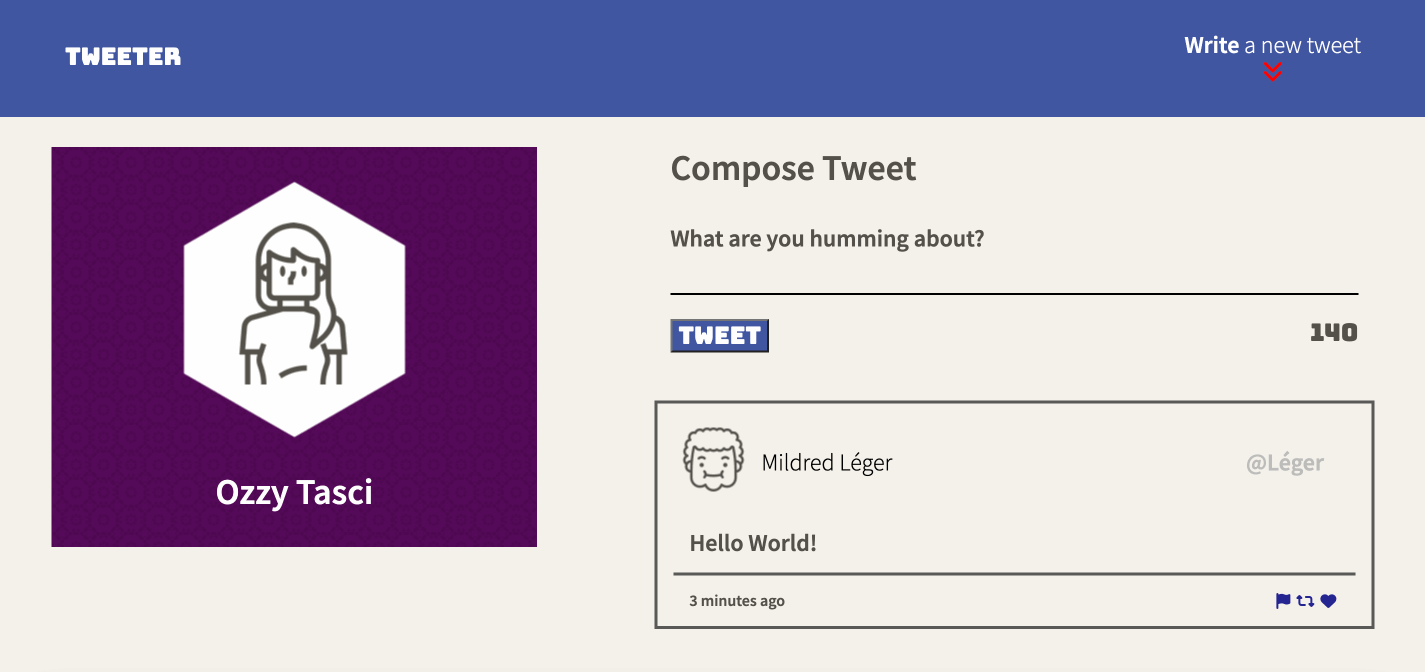 TWEETER
Write a new tweet
Ozzy Tasci
Compose Tweet
What are you humming about?
TWEET
140
Mildred Léger
@Léger
Hello World!
3 minutes ago